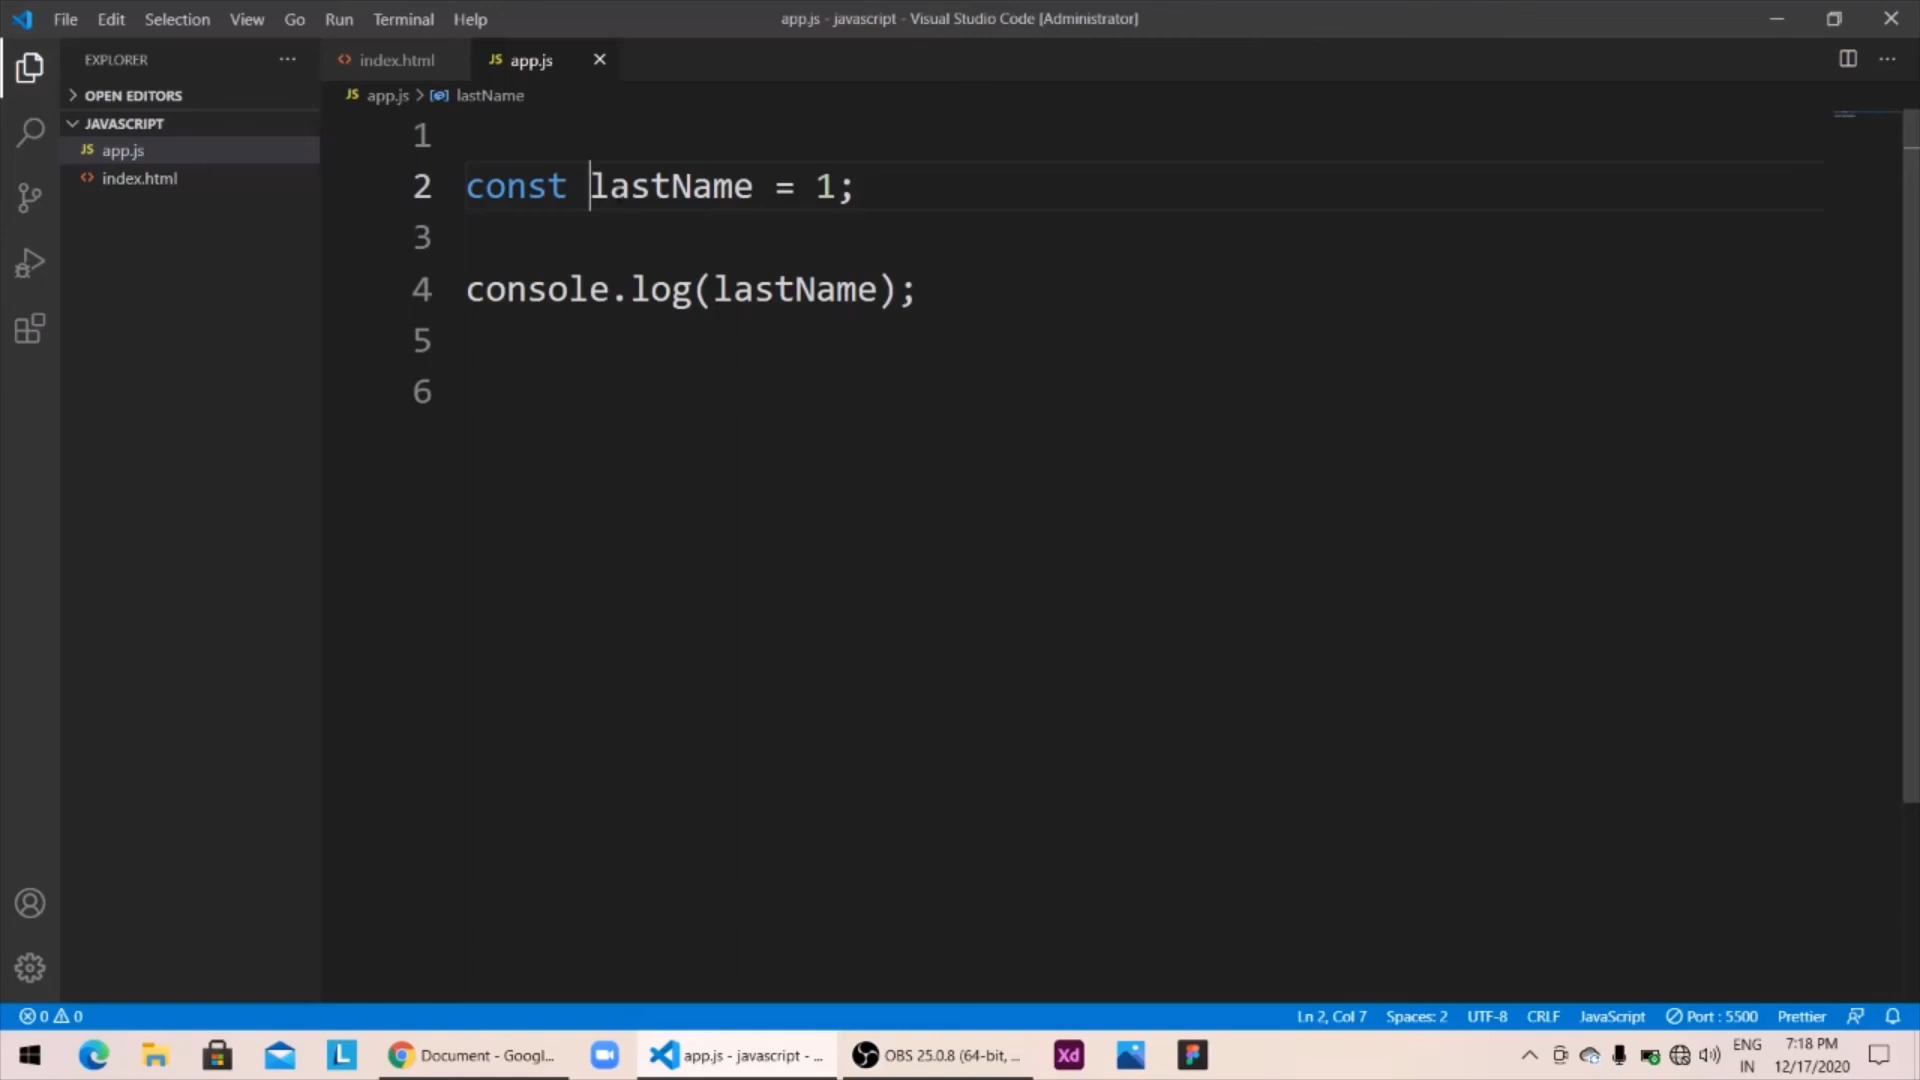 File Edit Selection View Go Run Terminal Help
app.js - javascript - Visual Studio Code [Administrator]
EXPLORER
index.html
JS app.js
OPEN EDITORS
JS app.js > lastName
JAVASCRIPT
JS app.js
index.html
1
2 const lastName = 1;
3
4 console.log(lastName);
5
6
0 0
Ln 2, Col 7 Spaces: 2 UTF-8 CRLF JavaScript Port : 5500 Prettier
L
Document - Googl...
app.js - javascript - ...
OBS 25.0.8 (64-bit, ...
Xd
ENG
IN
7:18 PM
12/17/2020